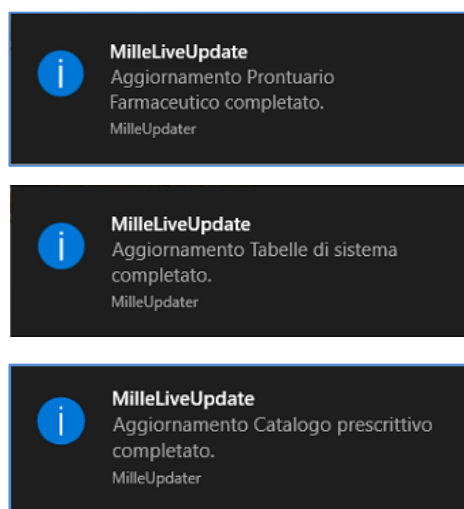 MilleLiveUpdate
Aggiornamento Prontuario
Farmaceutico completato.
MilleUpdater
MilleLiveUpdate
Aggiornamento Tabelle di sistema
completato.
MilleUpdater
MilleLiveUpdate
Aggiornamento Catalogo prescrittivo
completato.
MilleUpdater